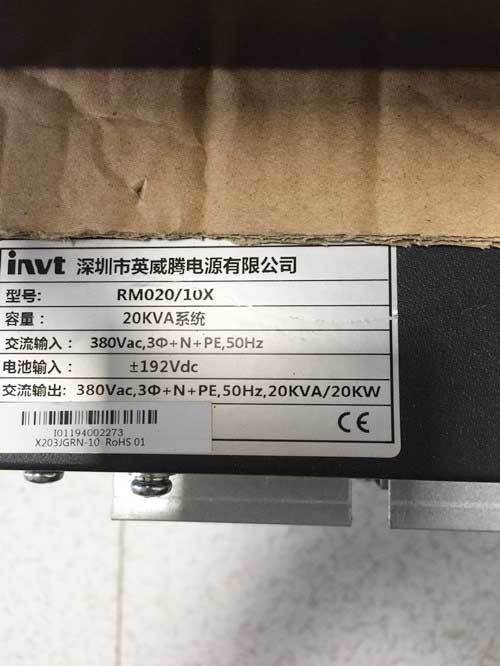 invt 深圳市英威腾电源有限公司
型号: RM020/10X
容量: 20KVA系统
交流输入: 380Vac,3Φ+N+PE,50Hz
电池输入: ±192Vdc
交流输出: 380Vac,3Φ+N+PE,50Hz,20KVA/20KW
I01194002273
X203JGRN-10 RoHS 01
CE